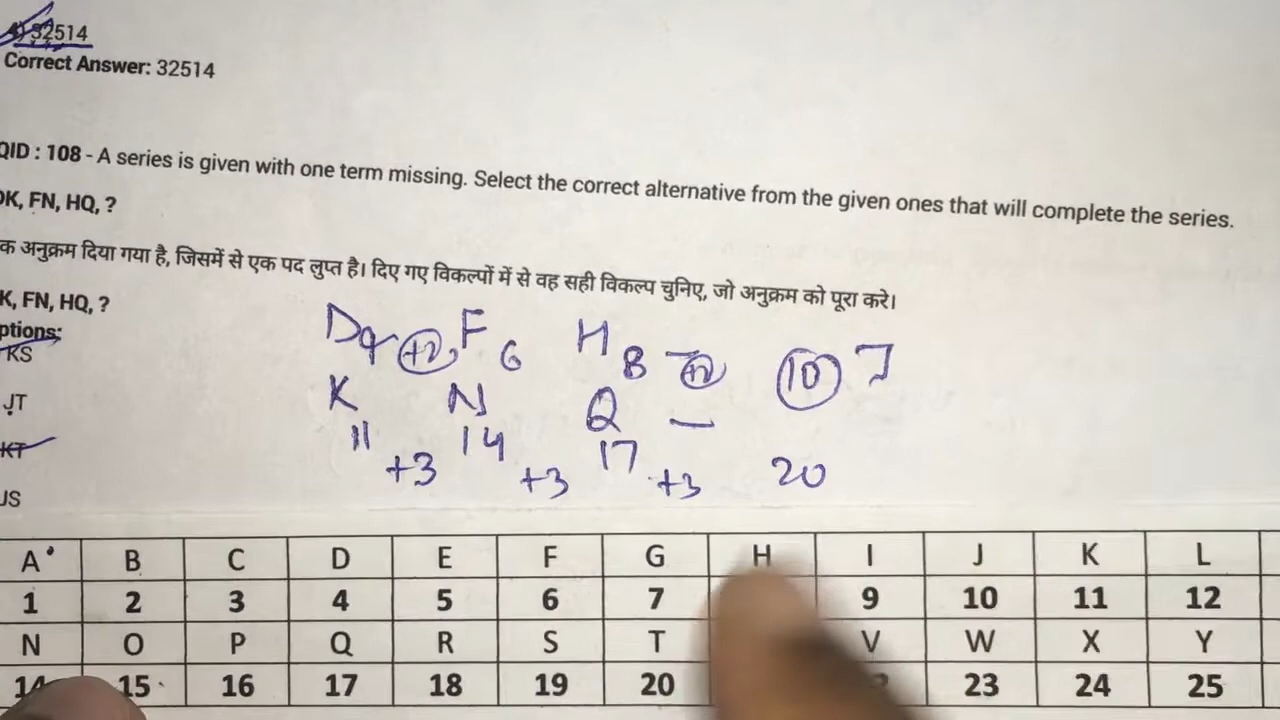 32514
Correct Answer: 32514
QID : 108 - A series is given with one term missing. Select the correct alternative from the given ones that will complete the series.
DK, FN, HQ, ?
क अनुक्रम दिया गया है, जिसमें से एक पद लुप्त है। दिए गए विकल्पों में से वह सही विकल्प चुनिए, जो अनुक्रम को पूरा करे।
K, FN, HQ, ?
ptions:
KS
JT
KT
JS
D 4 +2, F 6 H 8 +2 10 J
K N Q
11 14 17
+3 +3 +3 20
A B C D E F G H I J K L
1 2 3 4 5 6 7 9 10 11 12
N O P Q R S T V W X Y
14 15 16 17 18 19 20 23 24 25